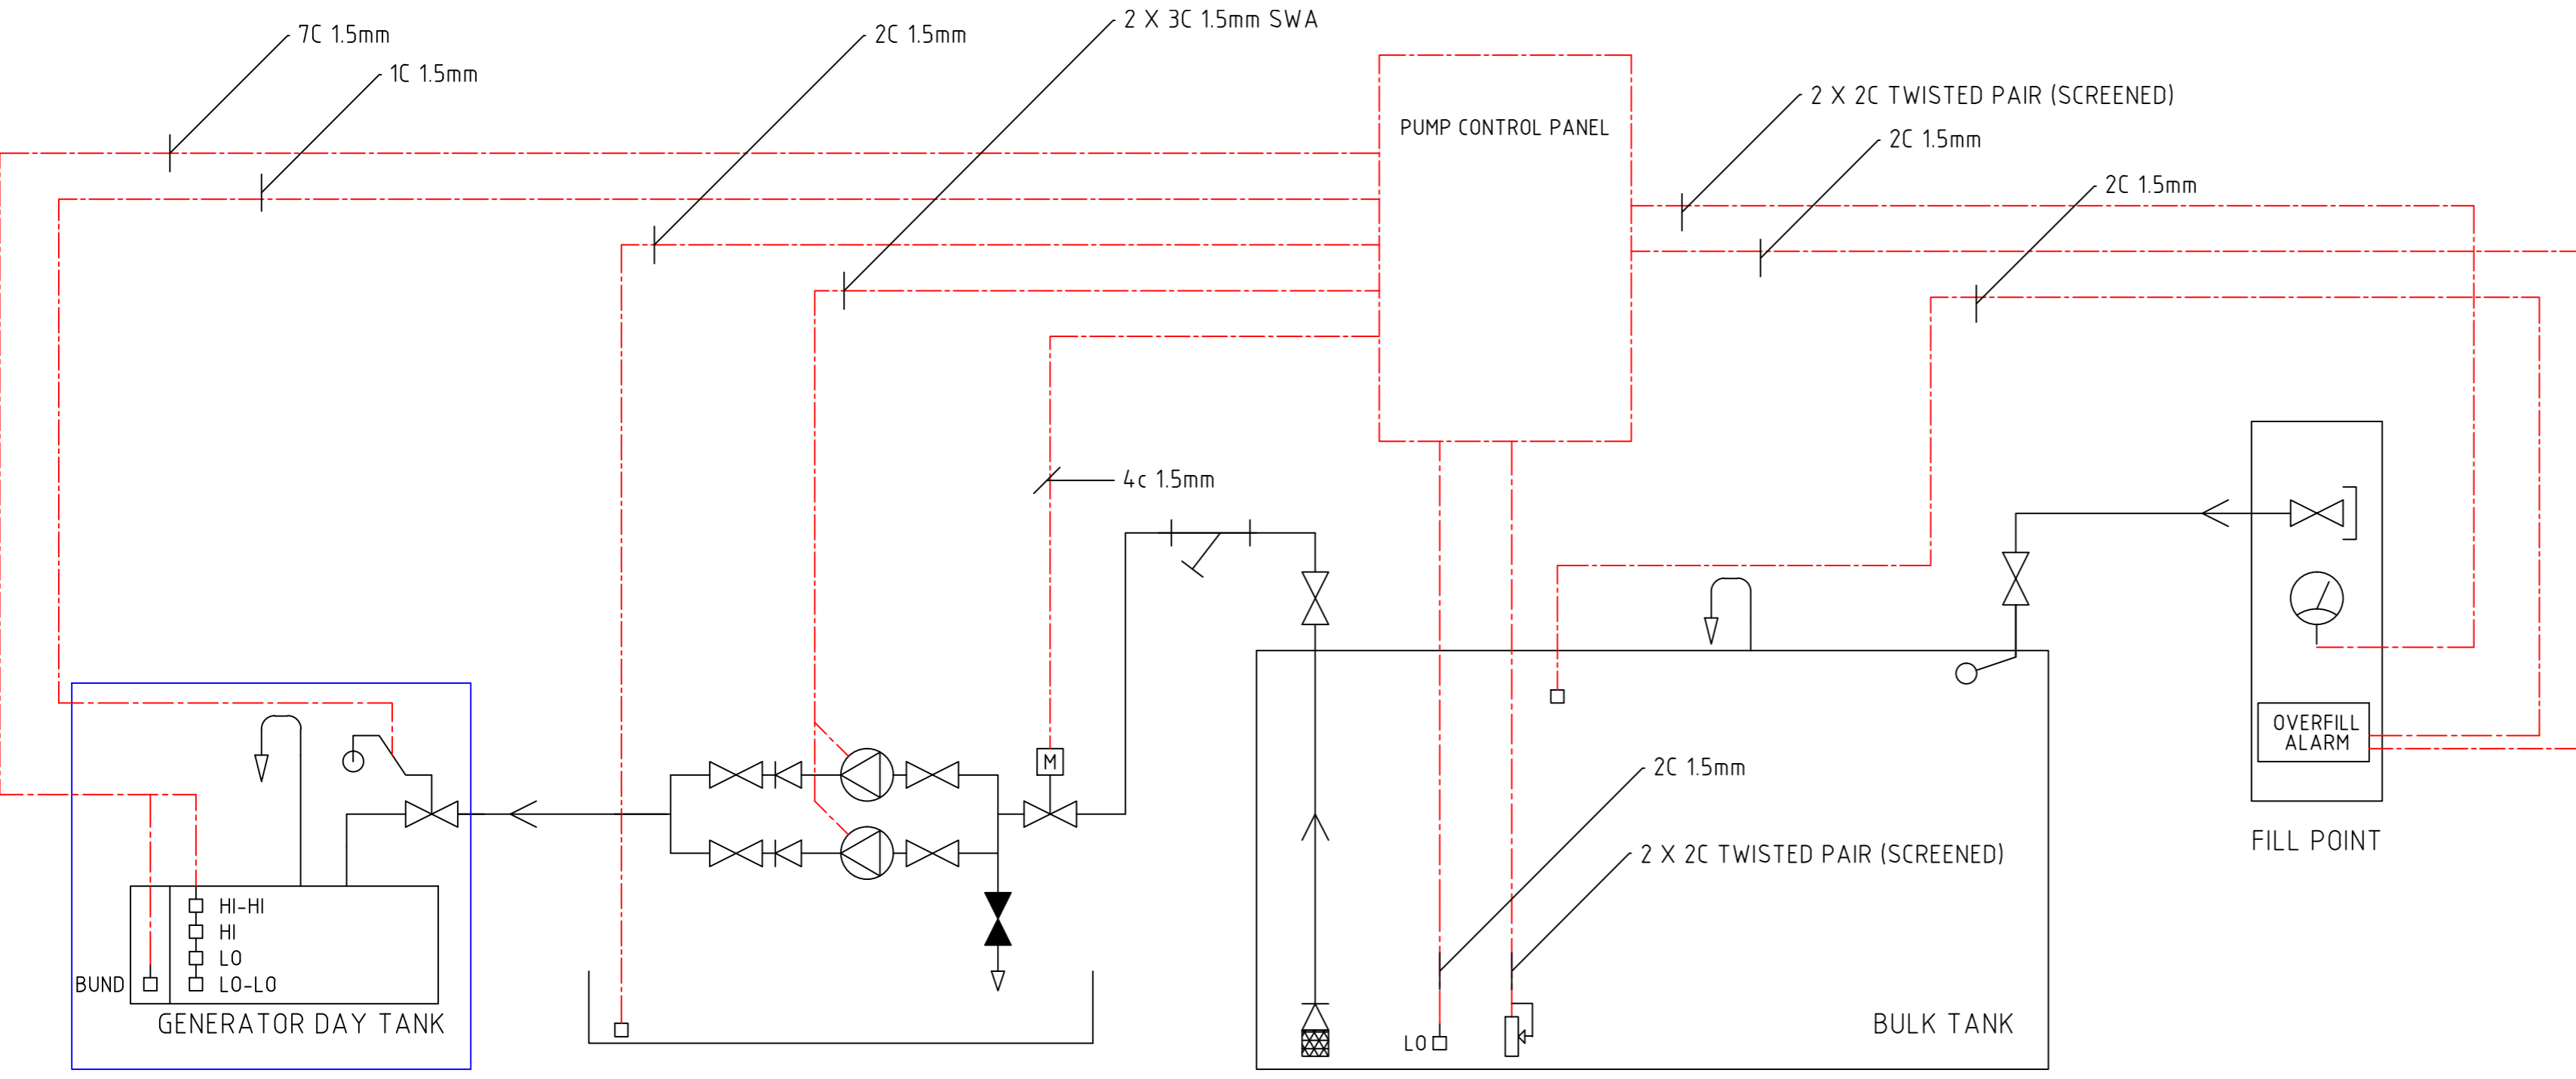 2 X 3C 1.5mm SWA
7C 1.5mm
2C 1.5mm
1C 1.5mm
2 X 2C TWISTED PAIR (SCREENED)
PUMP CONTROL PANEL
2C 1.5mm
2C 1.5mm
4c 1.5mm
OVERFILL
ALARM
M
2C 1.5mm
FILL POINT
2 X 2C TWISTED PAIR (SCREENED)
HI-HI
HI
LO
BUND
LO-LO
GENERATOR DAY TANK
BULK TANK
LO